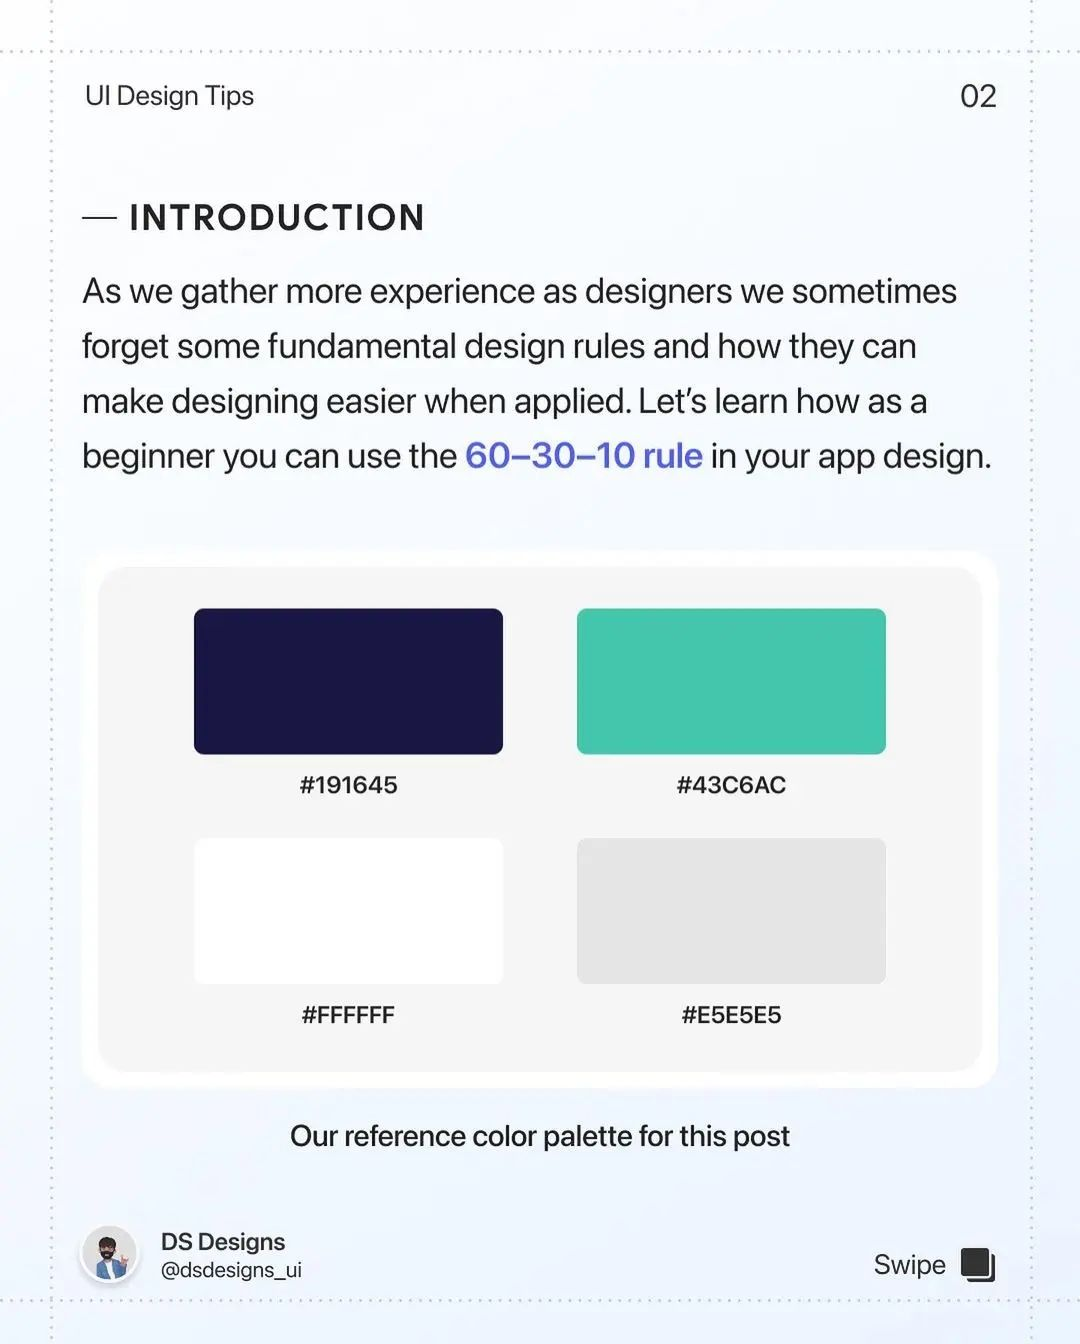 UI Design Tips
02
— INTRODUCTION
As we gather more experience as designers we sometimes
forget some fundamental design rules and how they can
make designing easier when applied. Let’s learn how as a
beginner you can use the 60–30–10 rule in your app design.
#191645
#43C6AC
#FFFFFF
#E5E5E5
Our reference color palette for this post
DS Designs
@dsdesigns_ui
Swipe